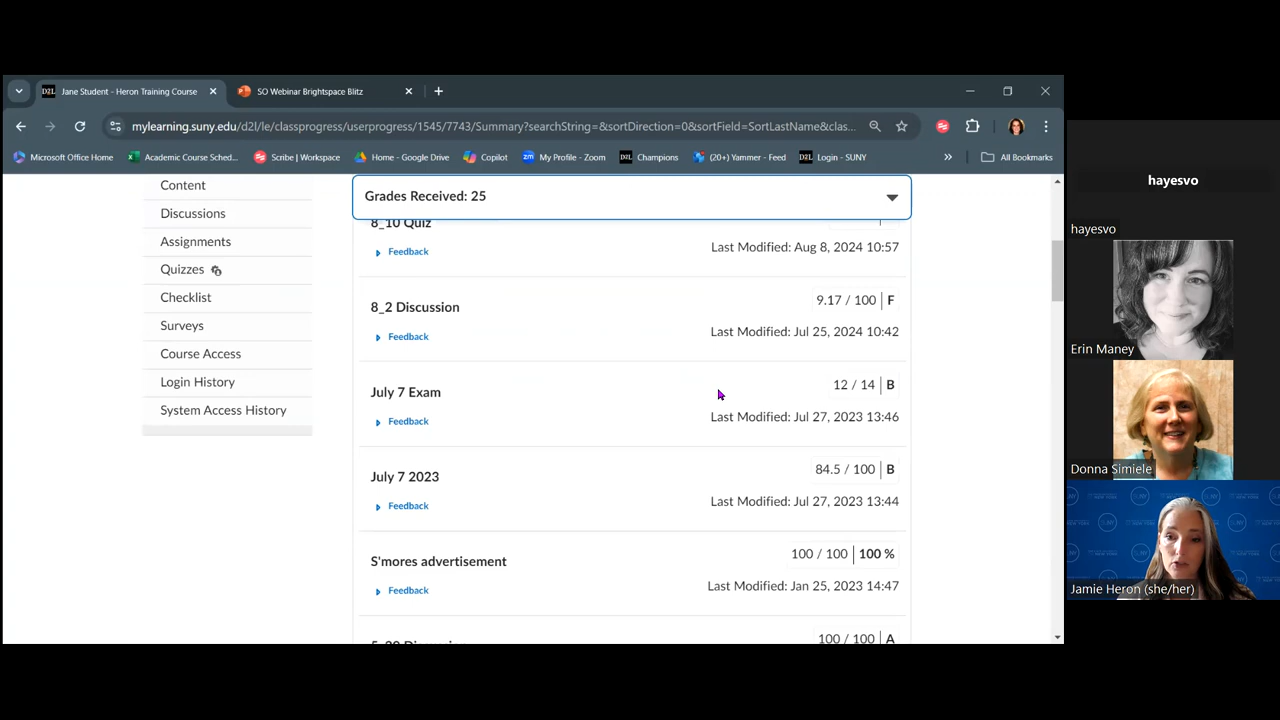 Jane Student - Heron Training Course
SO Webinar Brightspace Blitz
mylearning.suny.edu/d2l/le/classprogress/userprogress/1545/7743/Summary?searchString=&sortDirection=0&sortField=SortLastName&clas...
Microsoft Office Home
Academic Course Sched...
Scribe | Workspace
Home - Google Drive
Copilot
My Profile - Zoom
D2L
Champions
(20+) Yammer - Feed
D2L
Login - SUNY
»
All Bookmarks
Content
Discussions
Assignments
Quizzes
Checklist
Surveys
Course Access
Login History
System Access History
Grades Received: 25
8_10 Quiz
Feedback
Last Modified: Aug 8, 2024 10:57
8_2 Discussion
9.17 / 100 | F
Feedback
Last Modified: Jul 25, 2024 10:42
July 7 Exam
12 / 14 | B
Feedback
Last Modified: Jul 27, 2023 13:46
July 7 2023
84.5 / 100 | B
Feedback
Last Modified: Jul 27, 2023 13:44
S'mores advertisement
100 / 100 | 100 %
Feedback
Last Modified: Jan 25, 2023 14:47
100 / 100 | A
hayesvo
hayesvo
Erin Maney
Donna Simiele
Jamie Heron (she/her)